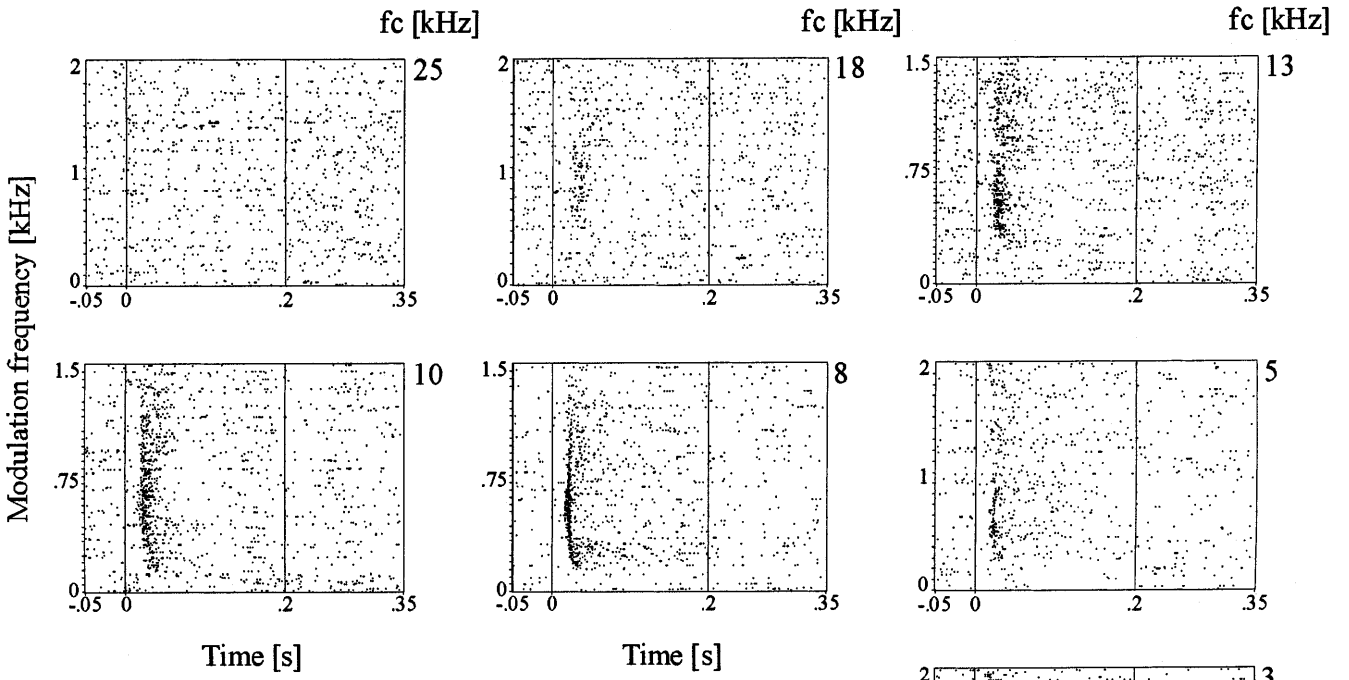 fc [kHz] fc [kHz] fc [kHz]
2 25 2 18 1.5 13
1 1 .75
0 0 0
-.05 0 .2 .35 -.05 0 .2 .35 -.05 0 .2 .35
Modulation frequency [kHz]
1.5 10 1.5 8 2 5
.75 .75 1
0 0 0
-.05 0 .2 .35 -.05 0 .2 .35 -.05 0 .2 .35
Time [s] Time [s]
2 3